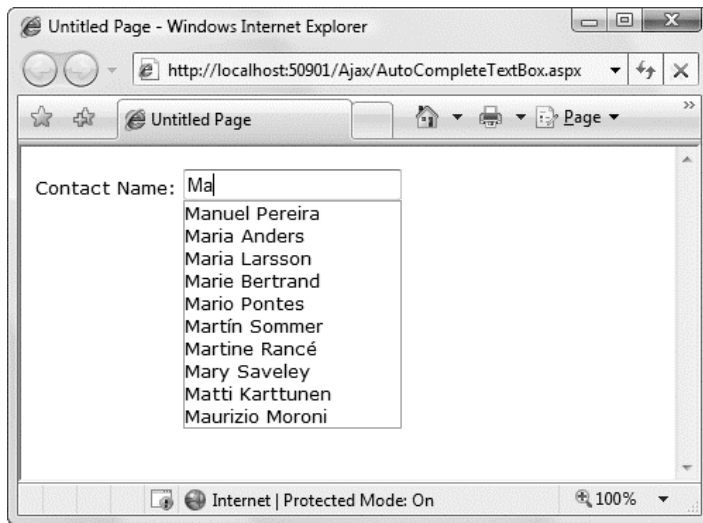 Untitled Page - Windows Internet Explorer
http://localhost:50901/Ajax/AutoCompleteTextBox.aspx
Untitled Page
Page
Contact Name: Ma
Manuel Pereira
Maria Anders
Maria Larsson
Marie Bertrand
Mario Pontes
Martín Sommer
Martine Rancé
Mary Saveley
Matti Karttunen
Maurizio Moroni
Internet | Protected Mode: On
100%